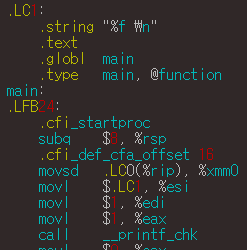 .LC1:
.string "%f ₩n"
.text
.globl main
.type main, @function
main:
.LFB24:
.cfi_startproc
subq $8, %rsp
.cfi_def_cfa_offset 16
movsd .LC0(%rip), %xmm0
movl $.LC1, %esi
movl $1, %edi
movl $1, %eax
call __printf_chk